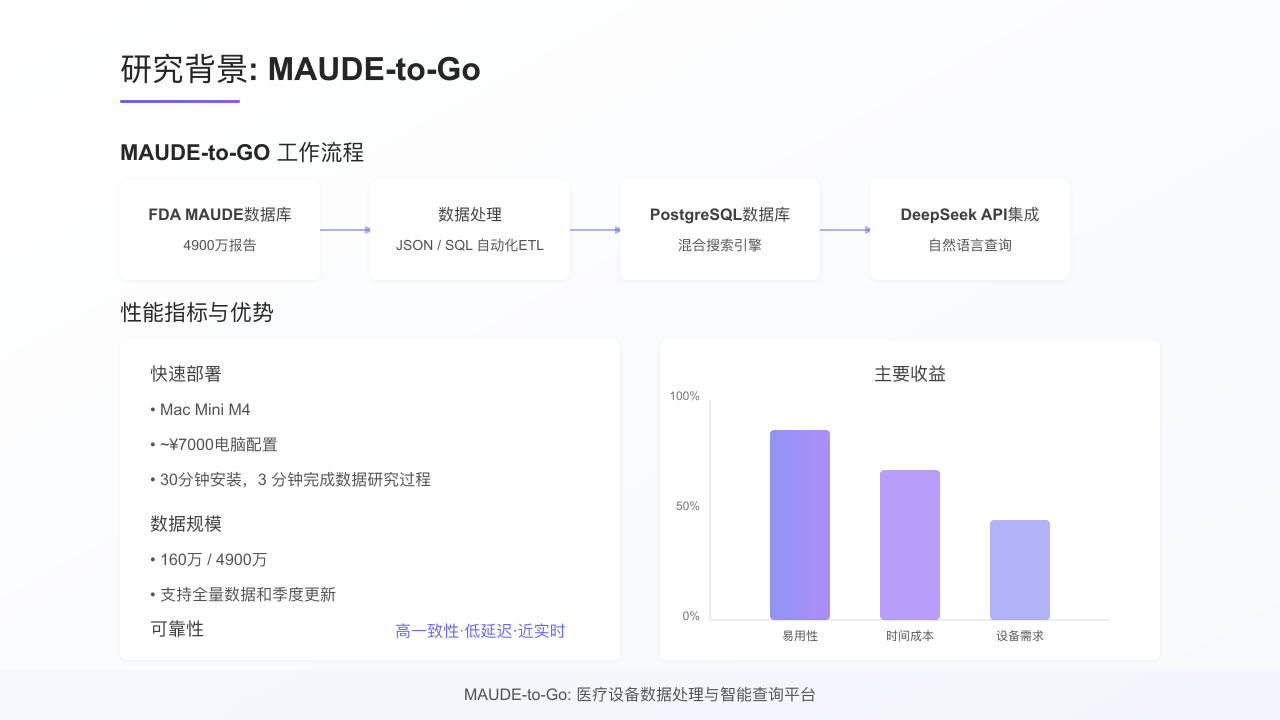 研究背景: MAUDE-to-Go
MAUDE-to-GO 工作流程
FDA MAUDE数据库
4900万报告
数据处理
JSON / SQL 自动化ETL
PostgreSQL数据库
混合搜索引擎
DeepSeek API集成
自然语言查询
性能指标与优势
快速部署
• Mac Mini M4
• ~¥7000电脑配置
• 30分钟安装，3 分钟完成数据研究过程
数据规模
• 160万 / 4900万
• 支持全量数据和季度更新
可靠性
高一致性·低延迟·近实时
主要收益
100%
50%
0%
易用性
时间成本
设备需求
MAUDE-to-Go: 医疗设备数据处理与智能查询平台